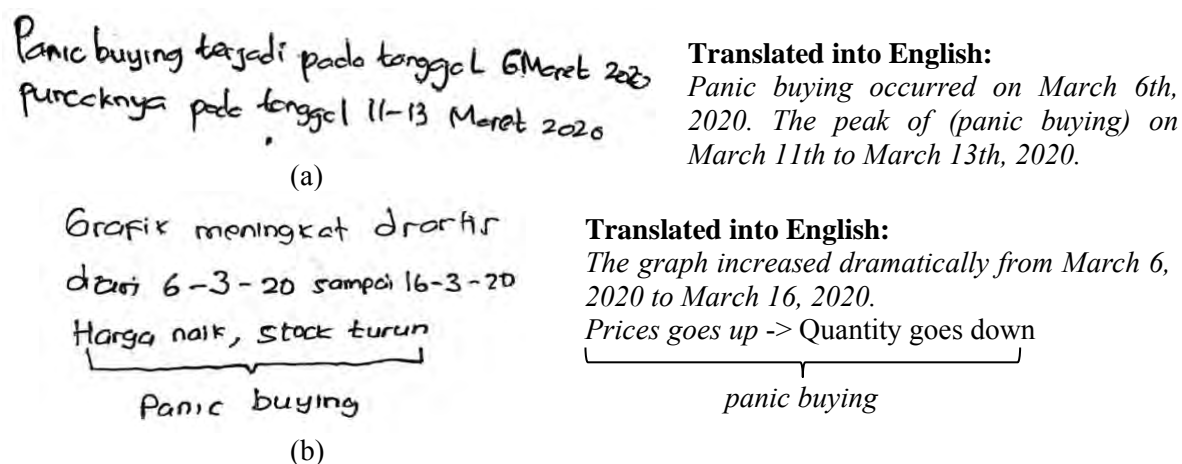 Panic buying terjadi pada tanggal 6 Maret 2020
puncaknya pada tanggal 11-13 Maret 2020
(a)
Translated into English:
Panic buying occurred on March 6th,
2020. The peak of (panic buying) on
March 11th to March 13th, 2020.
Grafik meningkat drastis
dari 6-3-20 sampai 16-3-20
Harga naik, stock turun
Panic buying
(b)
Translated into English:
The graph increased dramatically from March 6,
2020 to March 16, 2020.
Prices goes up -> Quantity goes down
panic buying